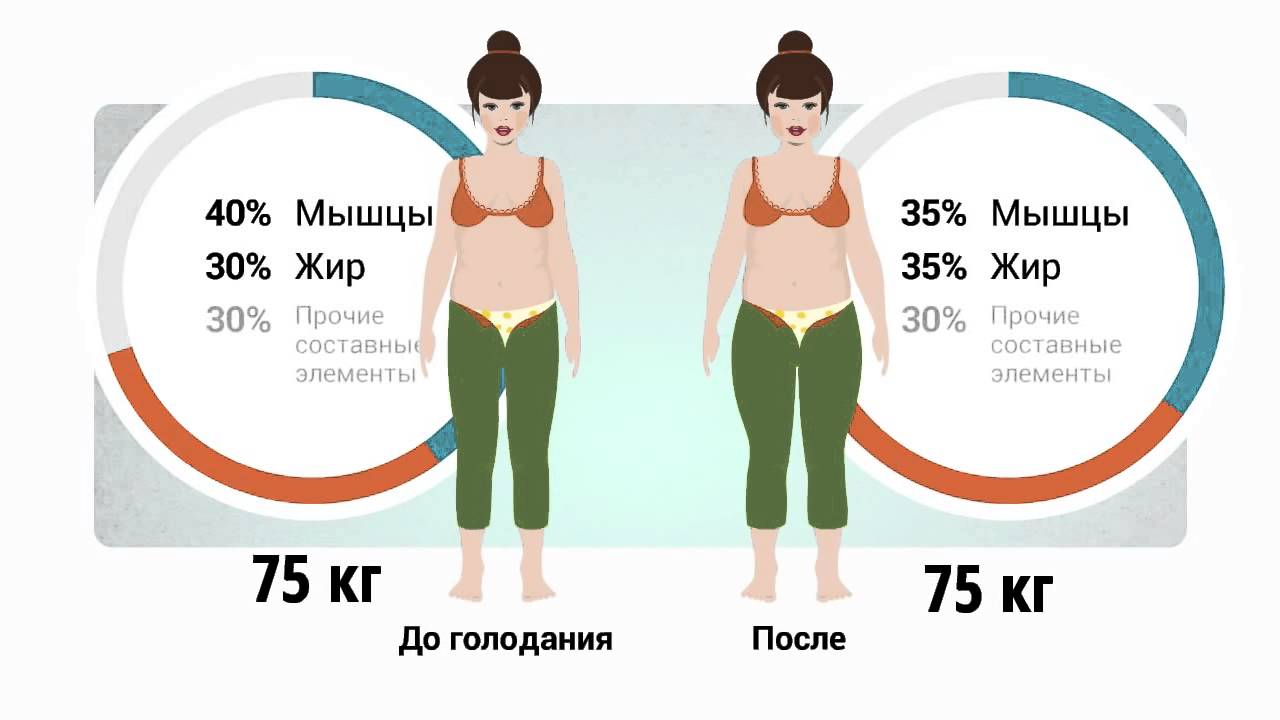 40% Мышцы
30% Жир
30% Прочие
составные
элементы
75 кг
До голодания
35% Мышцы
35% Жир
30% Прочие
составные
элементы
75 кг
После